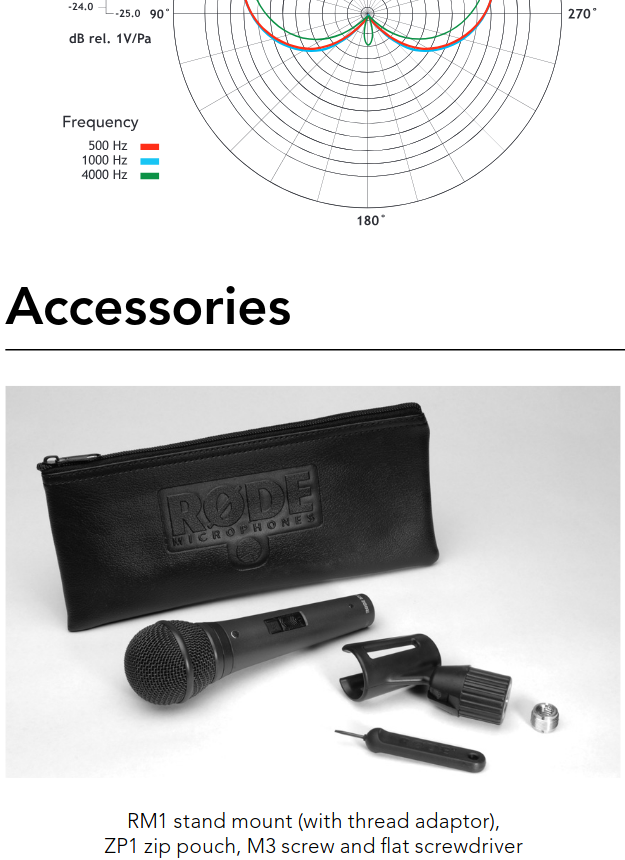 -24.0
-25.0 90°
270°
dB rel. 1V/Pa
Frequency
500 Hz
1000 Hz
4000 Hz
180°
Accessories
RØDE
MICROPHONES
RM1 stand mount (with thread adaptor),
ZP1 zip pouch, M3 screw and flat screwdriver